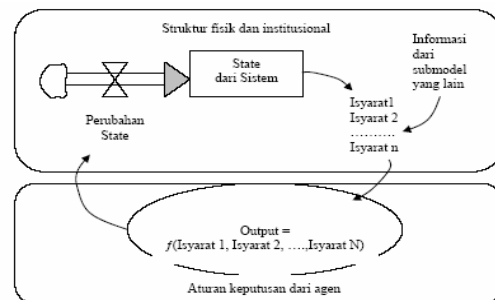 Struktur fisik dan institusional
Informasi
dari
submodel
yang lain
State
dari Sistem
Isyarat1
Isyarat 2
..........
Isyarat n
Perubahan
State
Output =
f(Isyarat 1, Isyarat 2, ….,Isyarat N)
Aturan keputusan dari agen